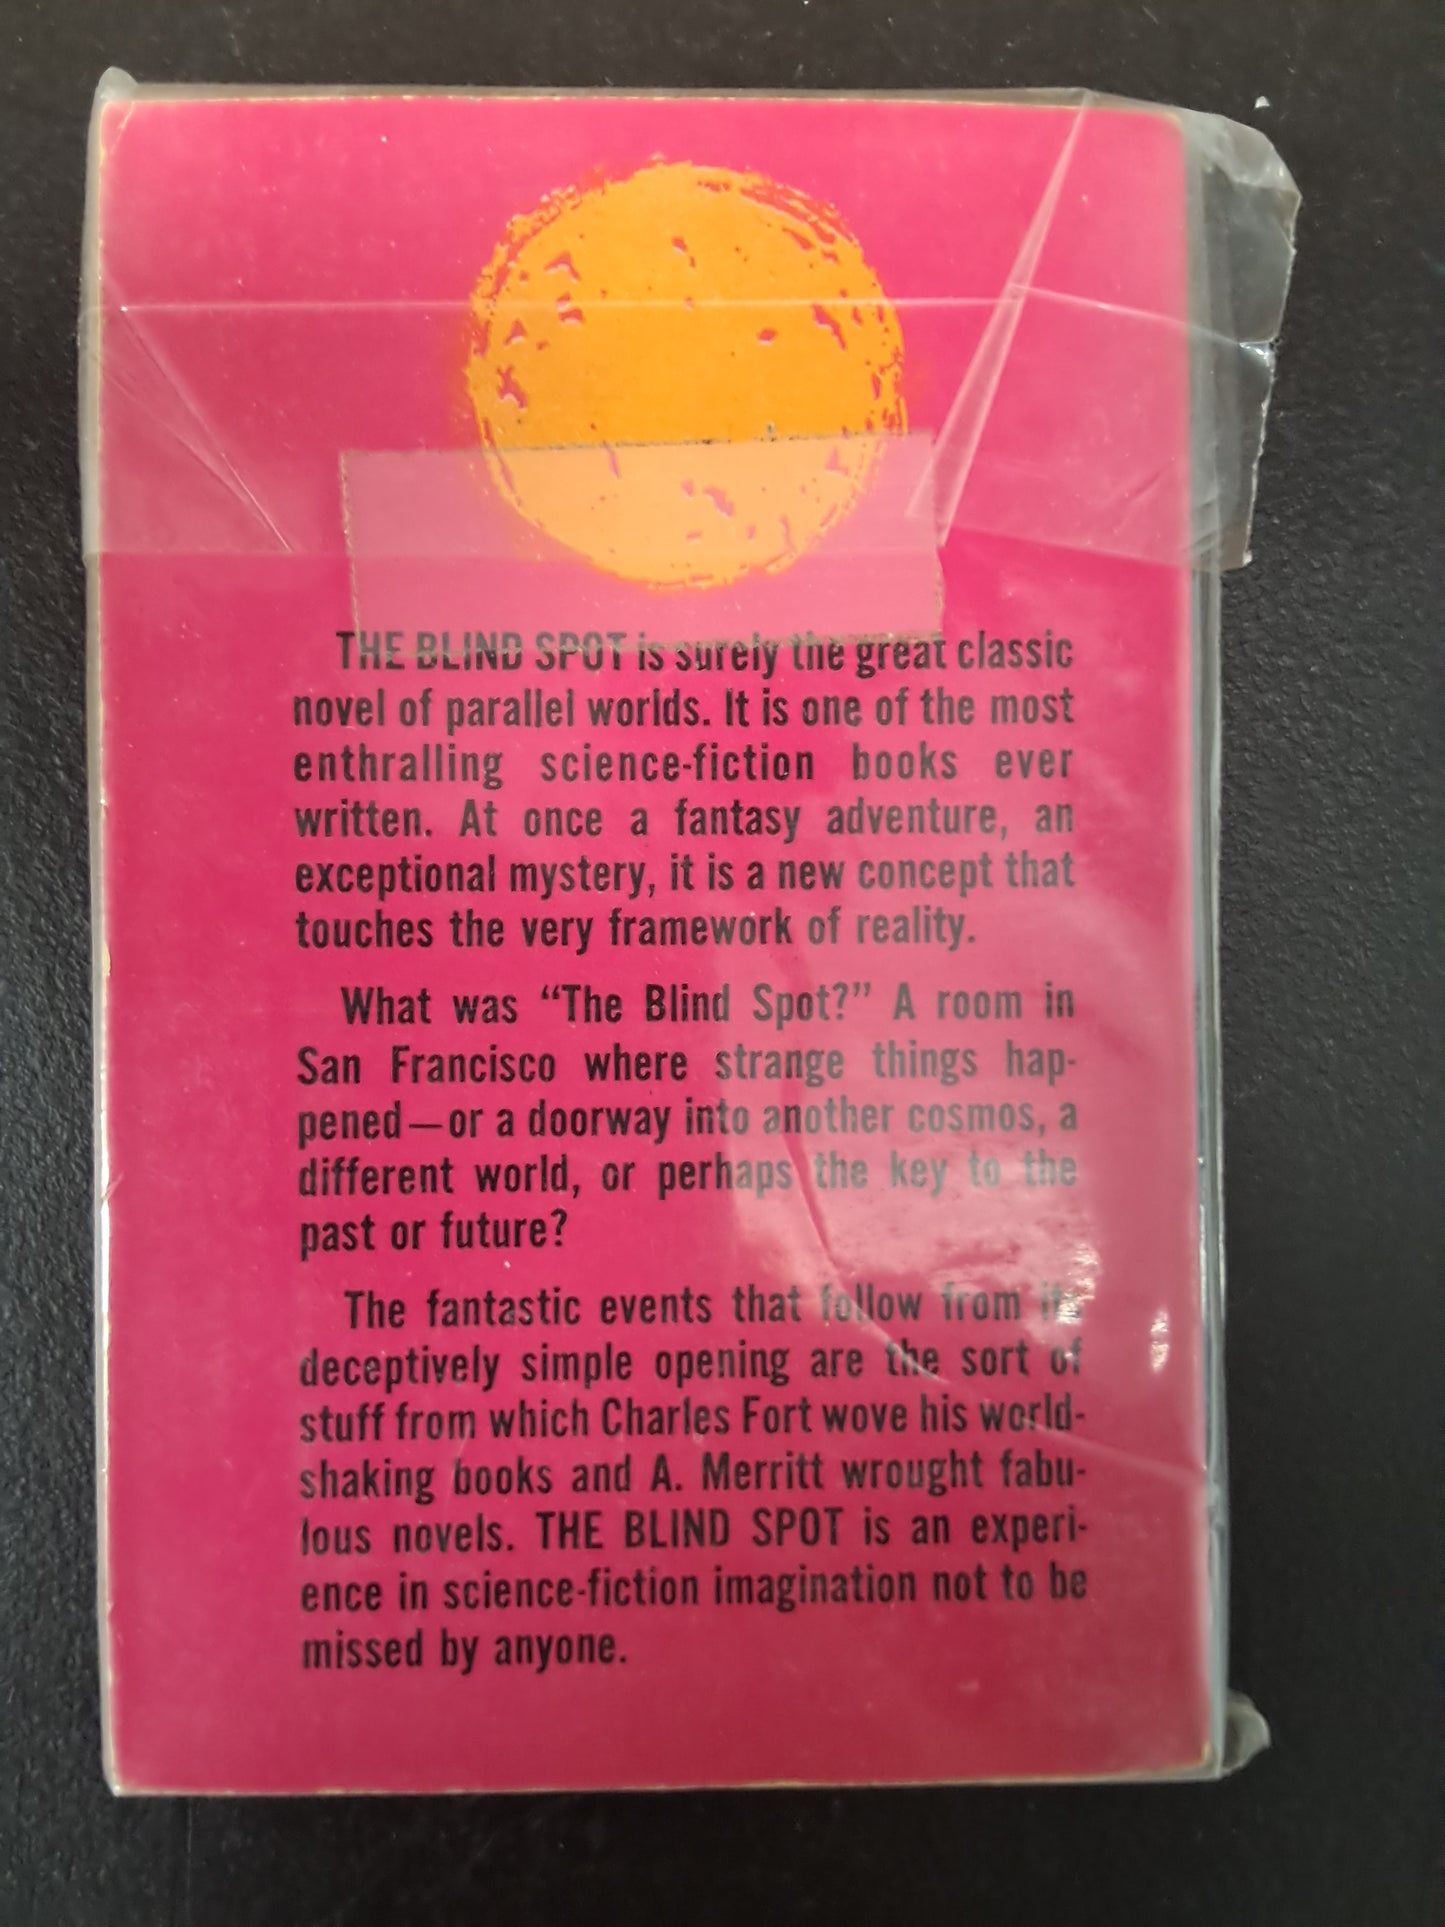 THE BLIND SPOT is surely the great classic
novel of parallel worlds. It is one of the most
enthralling science-fiction books ever
written. At once a fantasy adventure, an
exceptional mystery, it is a new concept that
touches the very framework of reality.
What was “The Blind Spot?” A room in
San Francisco where strange things hap-
pened—or a doorway into another cosmos, a
different world, or perhaps the key to the
past or future?
The fantastic events that follow from its
deceptively simple opening are the sort of
stuff from which Charles Fort wove his world-
shaking books and A. Merritt wrought fabu-
lous novels. THE BLIND SPOT is an experi-
ence in science-fiction imagination not to be
missed by anyone.